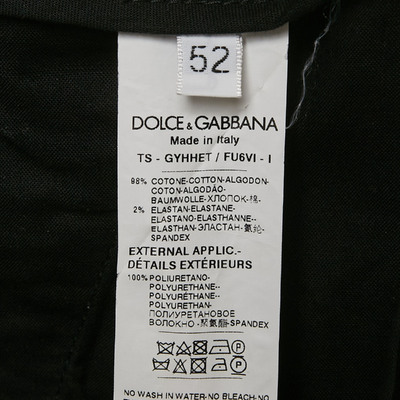 52
DOLCE & GABBANA
Made in Italy
TS - GYHHET / FU6VI - I
98% COTONE-COTTON-ALGODON-
COTON-ALGODÃO-
BAUMWOLLE-ХЛОПОК-棉-
2% ELASTAN-ELASTANE-
ELASTANO-ELASTHANNE--
ELASTHAN-ЭЛАСТАН-氨纶-
SPANDEX
EXTERNAL APPLIC.-
DÉTAILS EXTÉRIEURS
100% POLIURETANO-
POLYURETHANE--
POLYURÉTHANE--
POLYURETHAN-
ПОЛИУРЕТАНОВОЕ
ВОЛОКНО-聚氨酯-SPANDEX
P
P
NO WASH IN WATER-NO BLEACH-NO